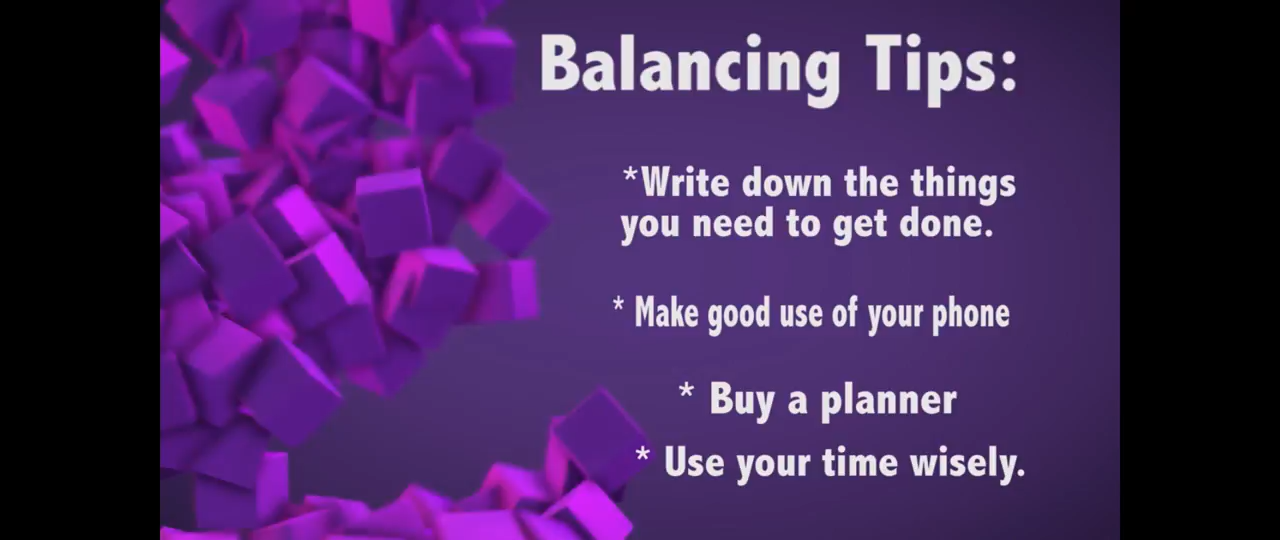 Balancing Tips:
*Write down the things
you need to get done.
* Make good use of your phone
* Buy a planner
* Use your time wisely.